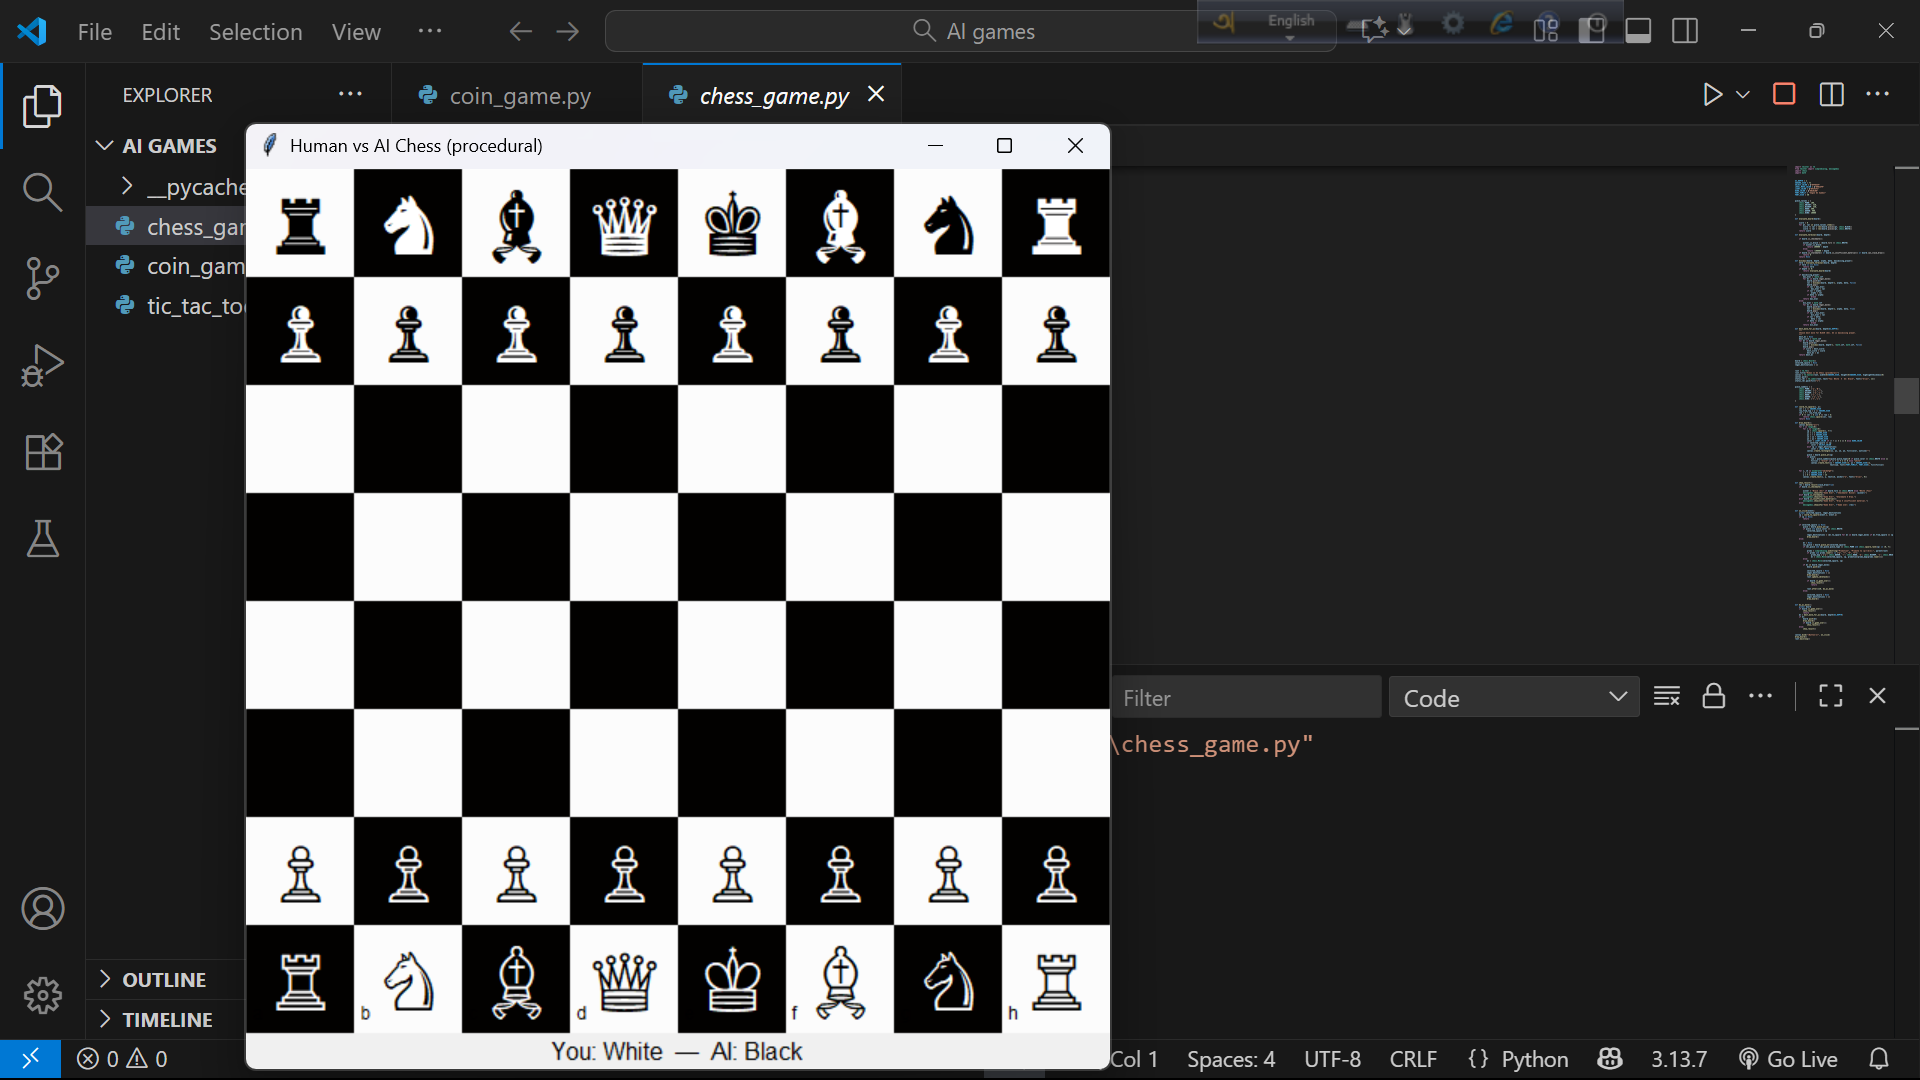 File Edit Selection View ··· AI games
অ English
EXPLORER ··· coin_game.py chess_game.py
AI GAMES
__pycache
chess_gar
coin_gam
tic_tac_to
Human vs AI Chess (procedural)
b d f h
You: White — AI: Black
Filter Code
\chess_game.py"
OUTLINE
TIMELINE
0 0 Col 1 Spaces: 4 UTF-8 CRLF {} Python 3.13.7 Go Live